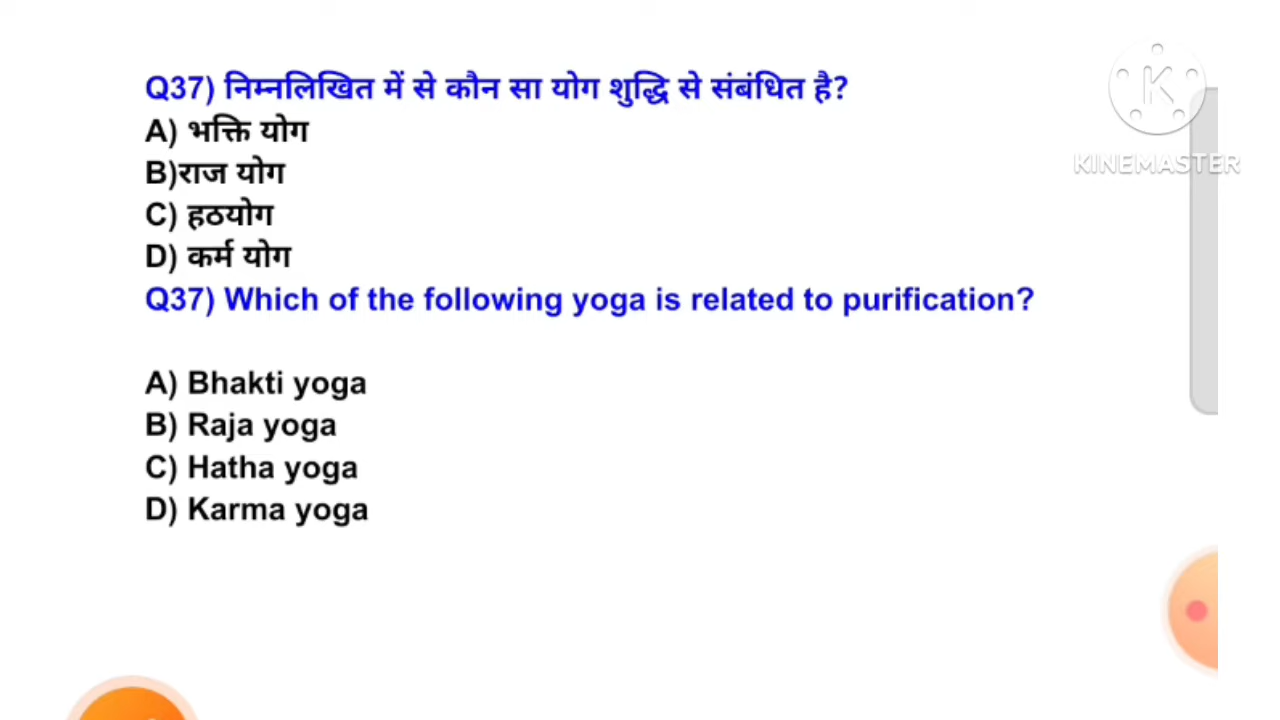 Q37) निम्नलिखित में से कौन सा योग शुद्धि से संबंधित है?
A) भक्ति योग
B)राज योग
C) हठयोग
D) कर्म योग
Q37) Which of the following yoga is related to purification?
A) Bhakti yoga
B) Raja yoga
C) Hatha yoga
D) Karma yoga
K
KINEMASTER